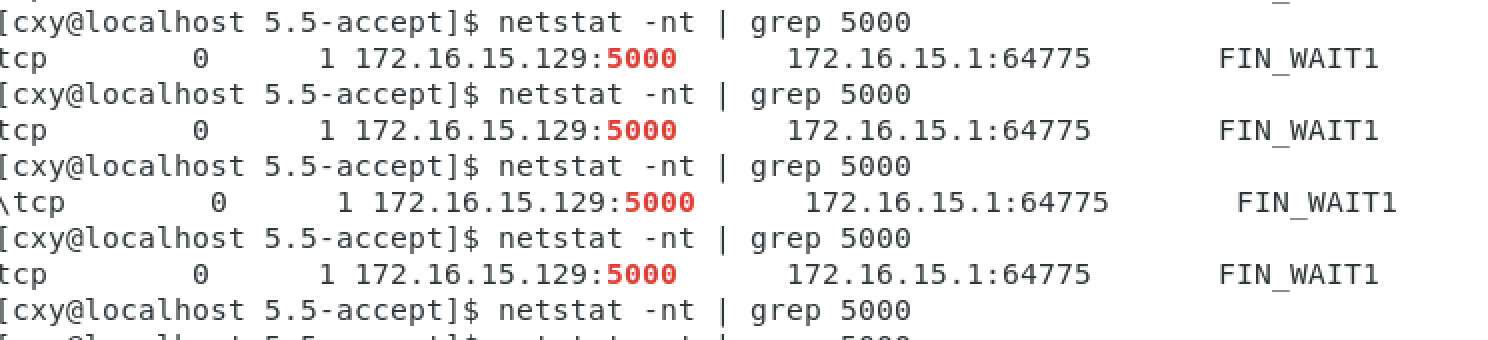 [cxy@localhost 5.5-accept]$ netstat -nt | grep 5000
tcp        0      1 172.16.15.129:5000      172.16.15.1:64775       FIN_WAIT1
[cxy@localhost 5.5-accept]$ netstat -nt | grep 5000
tcp        0      1 172.16.15.129:5000      172.16.15.1:64775       FIN_WAIT1
[cxy@localhost 5.5-accept]$ netstat -nt | grep 5000
\tcp        0      1 172.16.15.129:5000      172.16.15.1:64775       FIN_WAIT1
[cxy@localhost 5.5-accept]$ netstat -nt | grep 5000
tcp        0      1 172.16.15.129:5000      172.16.15.1:64775       FIN_WAIT1
[cxy@localhost 5.5-accept]$ netstat -nt | grep 5000